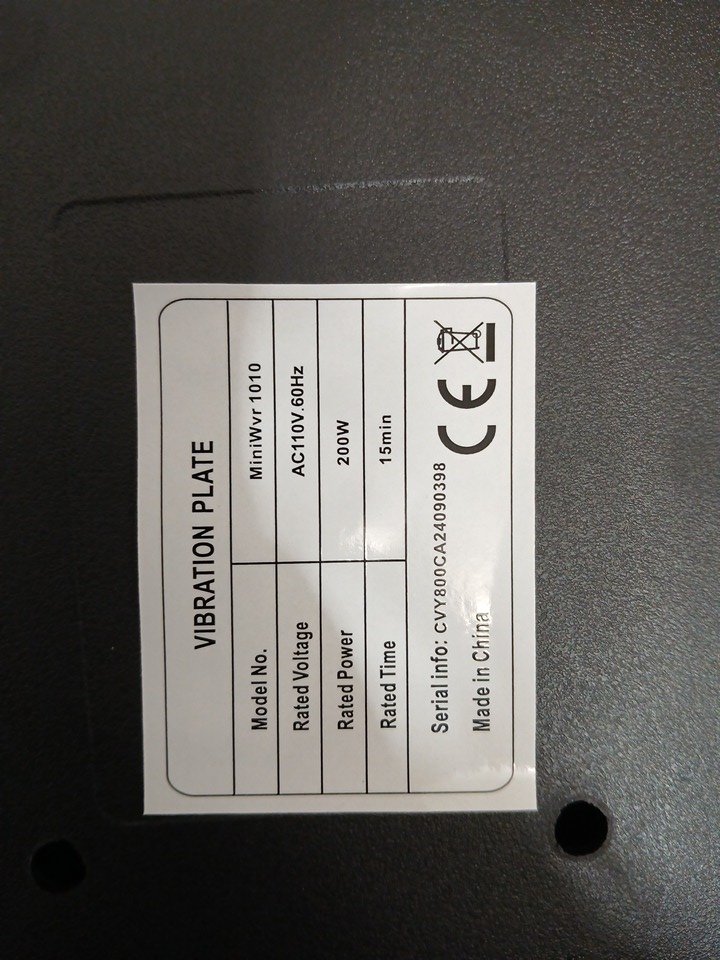 VIBRATION PLATE
Model No. MiniWvr 1010
Rated Voltage AC110V.60Hz
Rated Power 200W
Rated Time 15min
Serial info: CVY800CA24090398
Made in China
CE